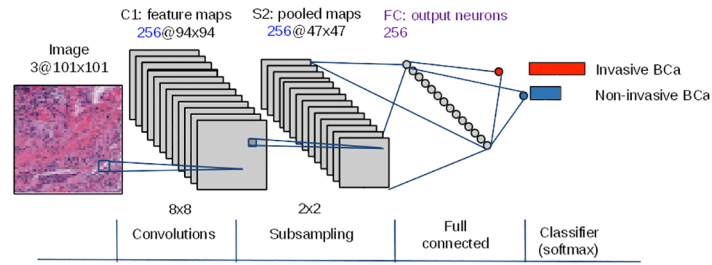 C1: feature maps
256@94x94
S2: pooled maps
256@47x47
FC: output neurons
256
Image
3@101x101
Invasive BCa
Non-invasive BCa
8x8
Convolutions
2x2
Subsampling
Full
connected
Classifier
(softmax)